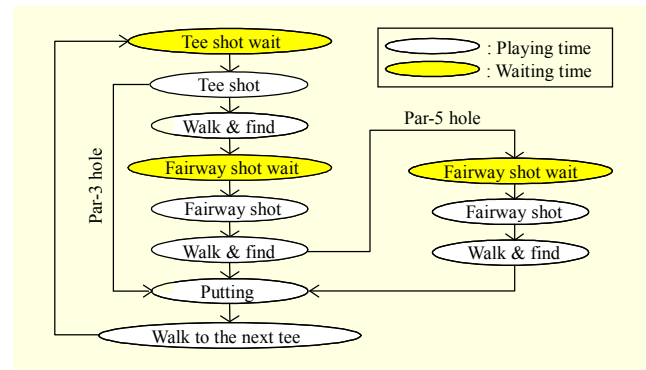 Tee shot wait
Tee shot
Walk & find
Fairway shot wait
Fairway shot
Walk & find
Putting
Walk to the next tee
Par-3 hole
Par-5 hole
Fairway shot wait
Fairway shot
Walk & find
: Playing time
: Waiting time